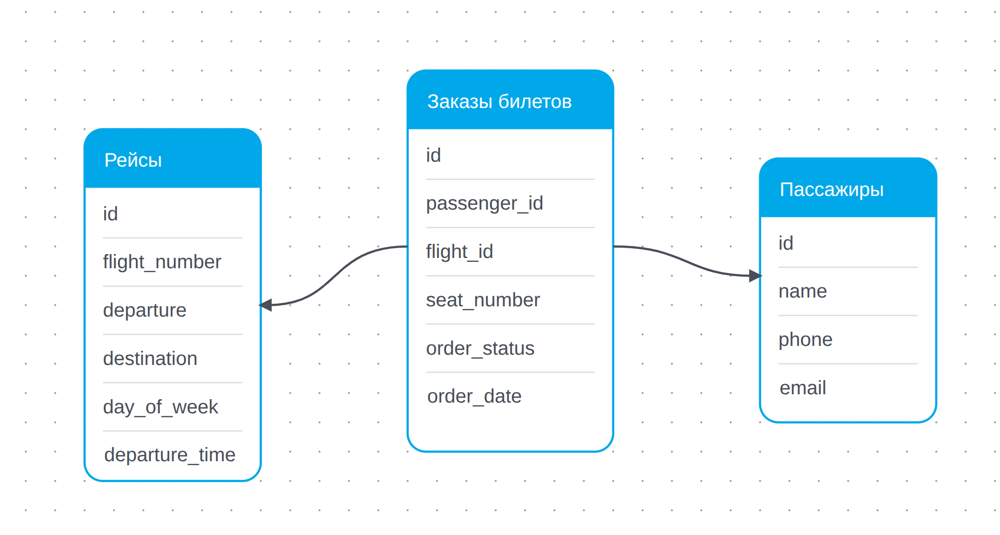 Рейсы
id
flight_number
departure
destination
day_of_week
departure_time
Заказы билетов
id
passenger_id
flight_id
seat_number
order_status
order_date
Пассажиры
id
name
phone
email